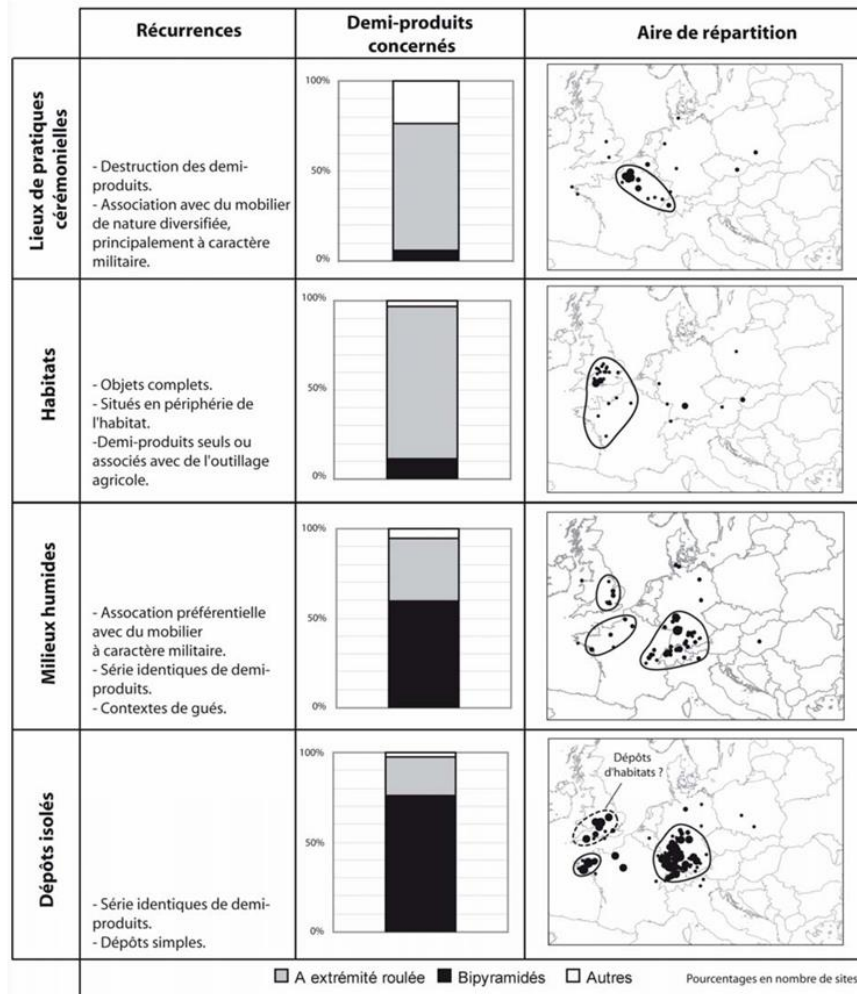 Récurrences
Demi-produits
concernés
Aire de répartition
Lieux de pratiques
cérémonielles
- Destruction des demi-
produits.
- Association avec du mobilier
de nature diversifiée,
principalement à caractère
militaire.
100%
50%
0%
Habitats
- Objets complets.
- Situés en périphérie de
l'habitat.
-Demi-produits seuls ou
associés avec de l'outillage
agricole.
100%
50%
0%
Milieux humides
- Assocation préférentielle
avec du mobilier
à caractère militaire.
- Série identiques de demi-
produits.
- Contextes de gués.
100%
50%
0%
Dépôts isolés
- Série identiques de demi-
produits.
- Dépôts simples.
100%
50%
0%
Dépôts
d'habitats ?
A extrémité roulée
Bipyramidés
Autres
Pourcentages en nombre de sites